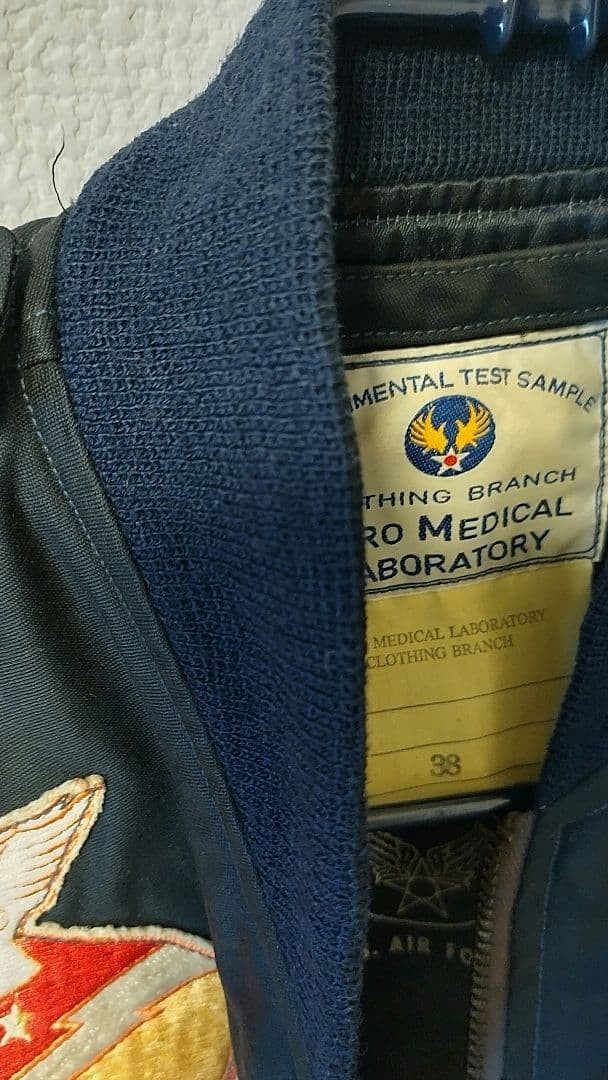 MENTAL TEST SAMPLE
THING BRANCH
RO MEDICAL
ABORATORY
MEDICAL LABORATORY
CLOTHING BRANCH
38
. AIR FO